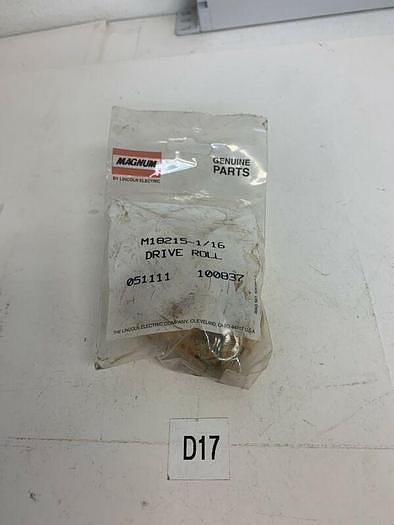 MAGNUM
BY LINCOLN ELECTRIC
GENUINE
PARTS
M18215-1/16
DRIVE ROLL
051111 100837
THE LINCOLN ELECTRIC COMPANY, CLEVELAND, OHIO 44117 U.S.A.
D17